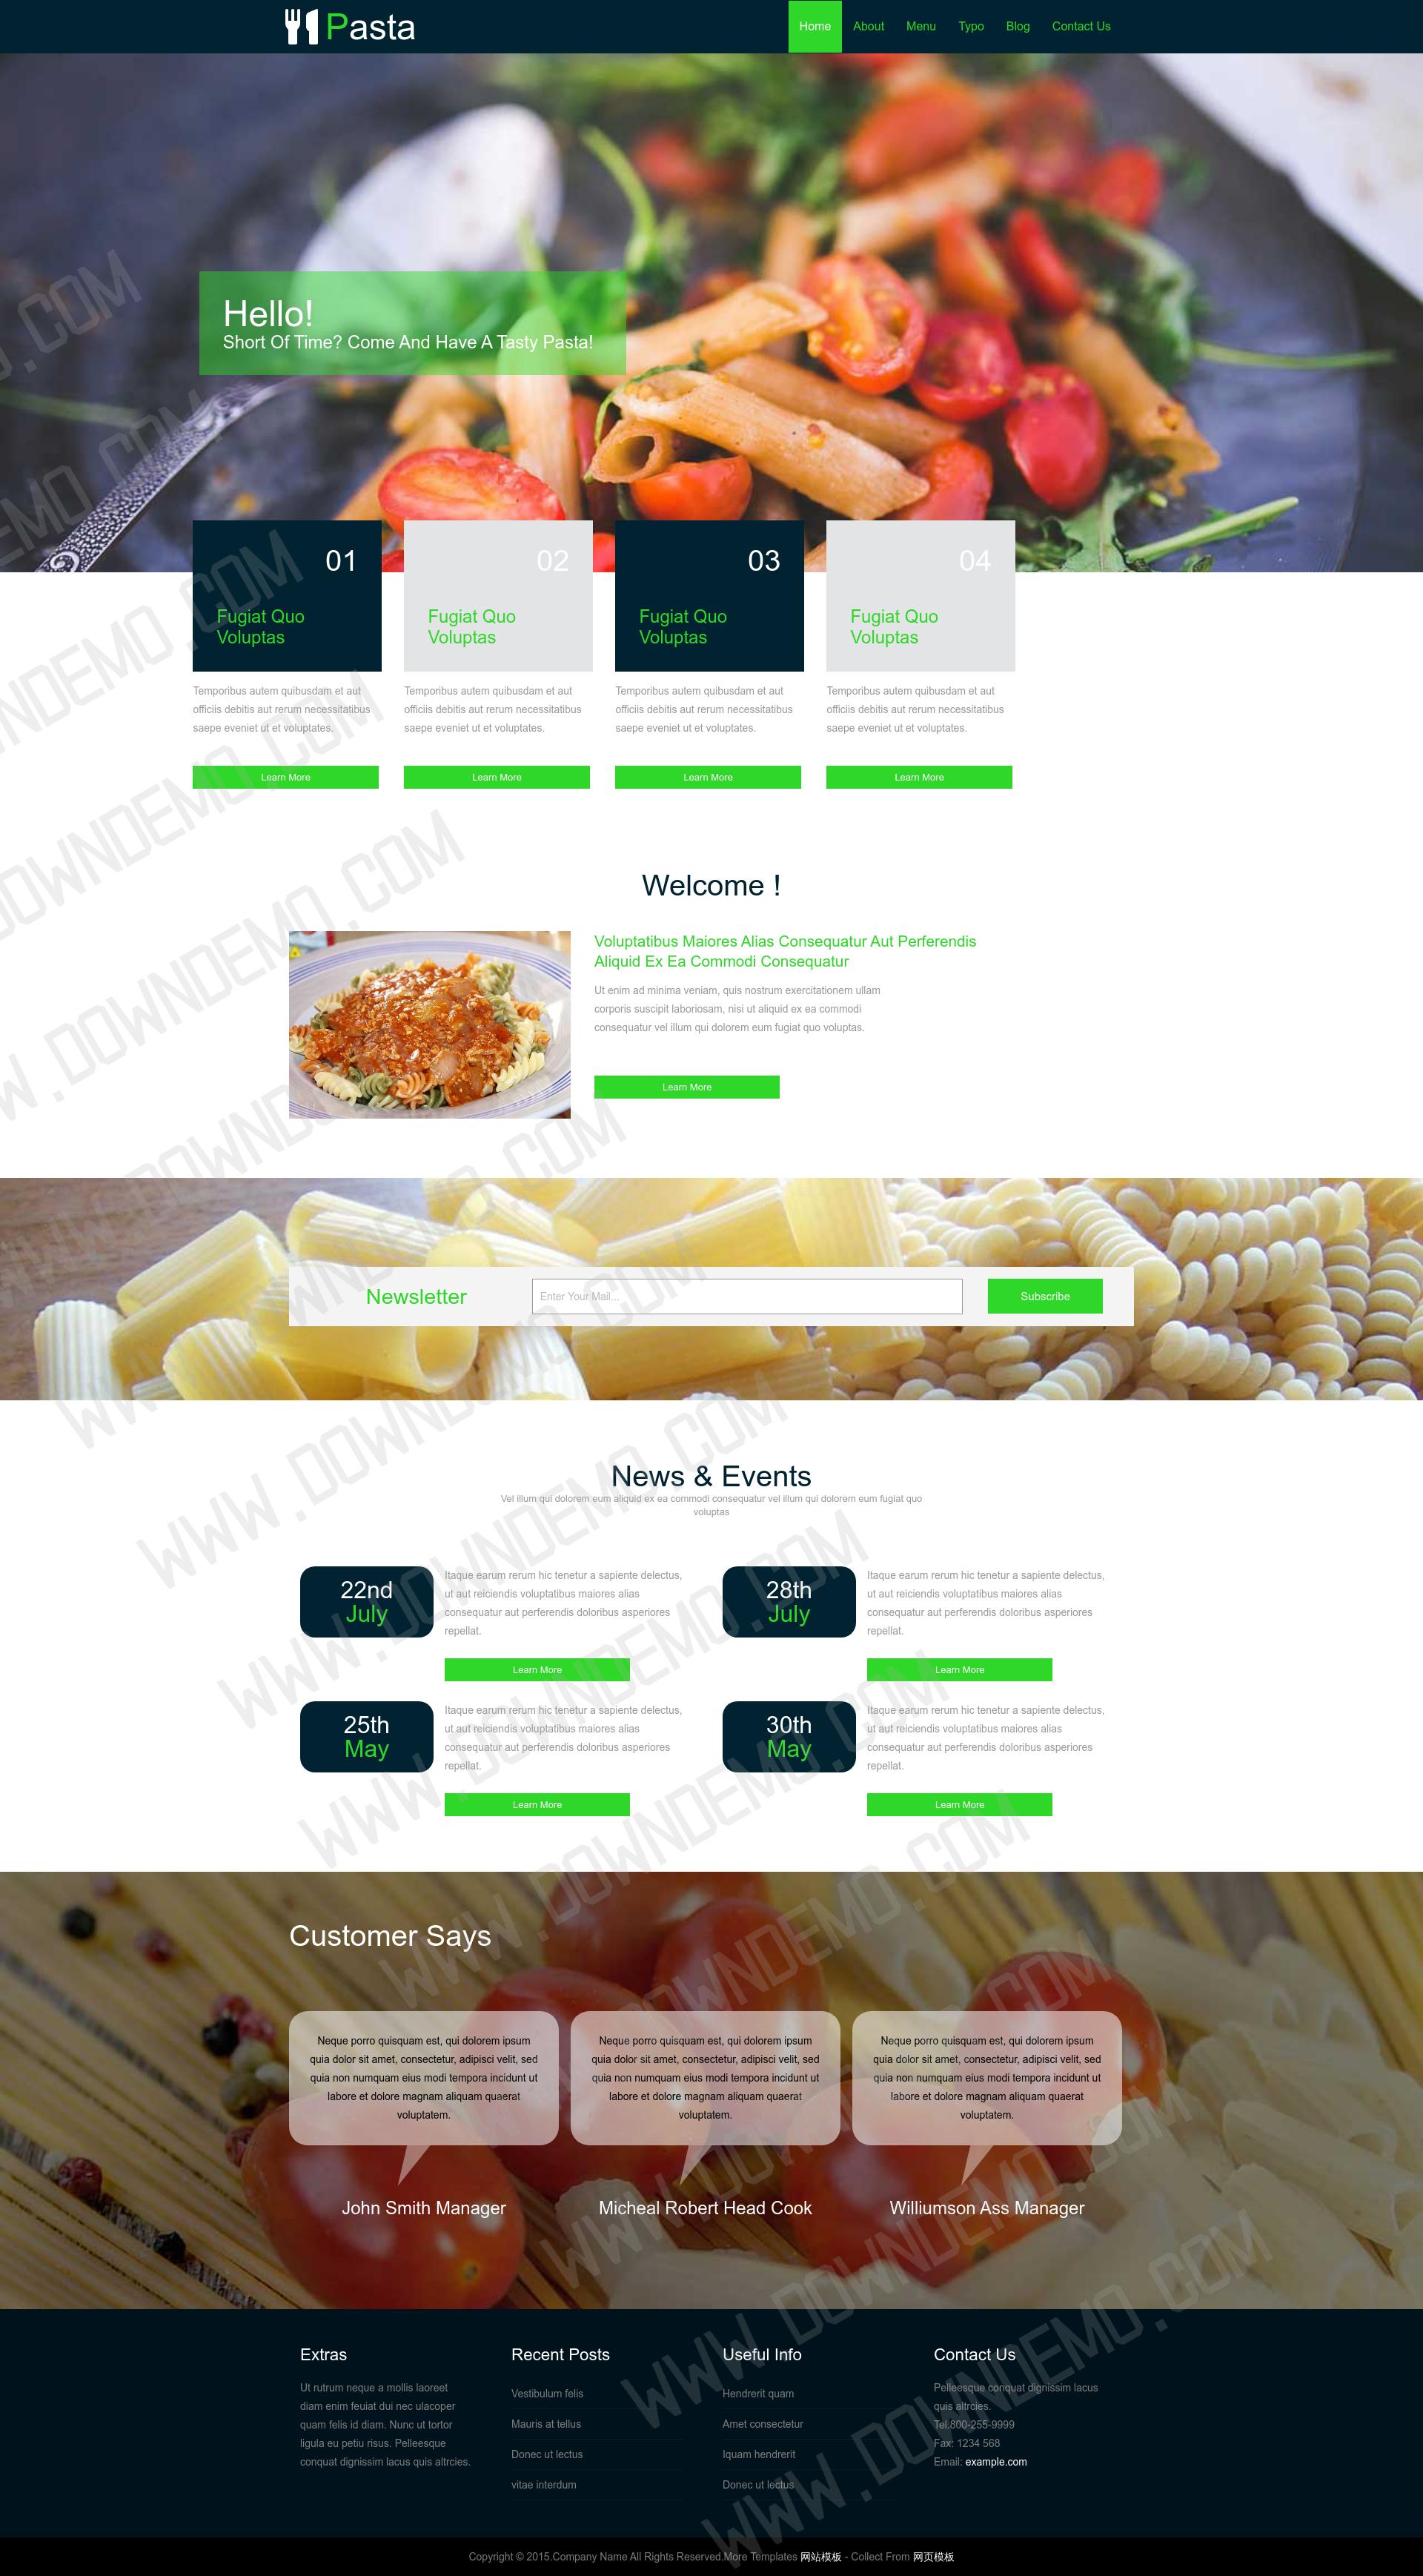 Pasta
Home About Menu Typo Blog Contact Us
Hello!
Short Of Time? Come And Have A Tasty Pasta!
01
Fugiat Quo
Voluptas
Temporibus autem quibusdam et aut
officiis debitis aut rerum necessitatibus
saepe eveniet ut et voluptates.
Learn More
02
Fugiat Quo
Voluptas
Temporibus autem quibusdam et aut
officiis debitis aut rerum necessitatibus
saepe eveniet ut et voluptates.
Learn More
03
Fugiat Quo
Voluptas
Temporibus autem quibusdam et aut
officiis debitis aut rerum necessitatibus
saepe eveniet ut et voluptates.
Learn More
04
Fugiat Quo
Voluptas
Temporibus autem quibusdam et aut
officiis debitis aut rerum necessitatibus
saepe eveniet ut et voluptates.
Learn More
Welcome !
Voluptatibus Maiores Alias Consequatur Aut Perferendis
Aliquid Ex Ea Commodi Consequatur
Ut enim ad minima veniam, quis nostrum exercitationem ullam
corporis suscipit laboriosam, nisi ut aliquid ex ea commodi
consequatur vel illum qui dolorem eum fugiat quo voluptas.
Learn More
Newsletter
Enter Your Mail...
Subscribe
News & Events
Vel illum qui dolorem eum aliquid ex ea commodi consequatur vel illum qui dolorem eum fugiat quo
voluptas
22nd
July
Itaque earum rerum hic tenetur a sapiente delectus,
ut aut reiciendis voluptatibus maiores alias
consequatur aut perferendis doloribus asperiores
repellat.
Learn More
28th
July
Itaque earum rerum hic tenetur a sapiente delectus,
ut aut reiciendis voluptatibus maiores alias
consequatur aut perferendis doloribus asperiores
repellat.
Learn More
25th
May
Itaque earum rerum hic tenetur a sapiente delectus,
ut aut reiciendis voluptatibus maiores alias
consequatur aut perferendis doloribus asperiores
repellat.
Learn More
30th
May
Itaque earum rerum hic tenetur a sapiente delectus,
ut aut reiciendis voluptatibus maiores alias
consequatur aut perferendis doloribus asperiores
repellat.
Learn More
Customer Says
Neque porro quisquam est, qui dolorem ipsum
quia dolor sit amet, consectetur, adipisci velit, sed
quia non numquam eius modi tempora incidunt ut
labore et dolore magnam aliquam quaerat
voluptatem.
John Smith Manager
Neque porro quisquam est, qui dolorem ipsum
quia dolor sit amet, consectetur, adipisci velit, sed
quia non numquam eius modi tempora incidunt ut
labore et dolore magnam aliquam quaerat
voluptatem.
Micheal Robert Head Cook
Neque porro quisquam est, qui dolorem ipsum
quia dolor sit amet, consectetur, adipisci velit, sed
quia non numquam eius modi tempora incidunt ut
labore et dolore magnam aliquam quaerat
voluptatem.
Williumson Ass Manager
Extras
Ut rutrum neque a mollis laoreet
diam enim feuiat dui nec ulacoper
quam felis id diam. Nunc ut tortor
ligula eu petiu risus. Pelleesque
conquat dignissim lacus quis altrcies.
Recent Posts
Vestibulum felis
Mauris at tellus
Donec ut lectus
vitae interdum
Useful Info
Hendrerit quam
Amet consectetur
Iquam hendrerit
Donec ut lectus
Contact Us
Pelleesque conquat dignissim lacus
quis altrcies.
Tel.800-255-9999
Fax: 1234 568
Email: example.com
Copyright © 2015.Company Name All Rights Reserved.More Templates 网站模板 - Collect From 网页模板
WWW.DOWNDEMO.COM